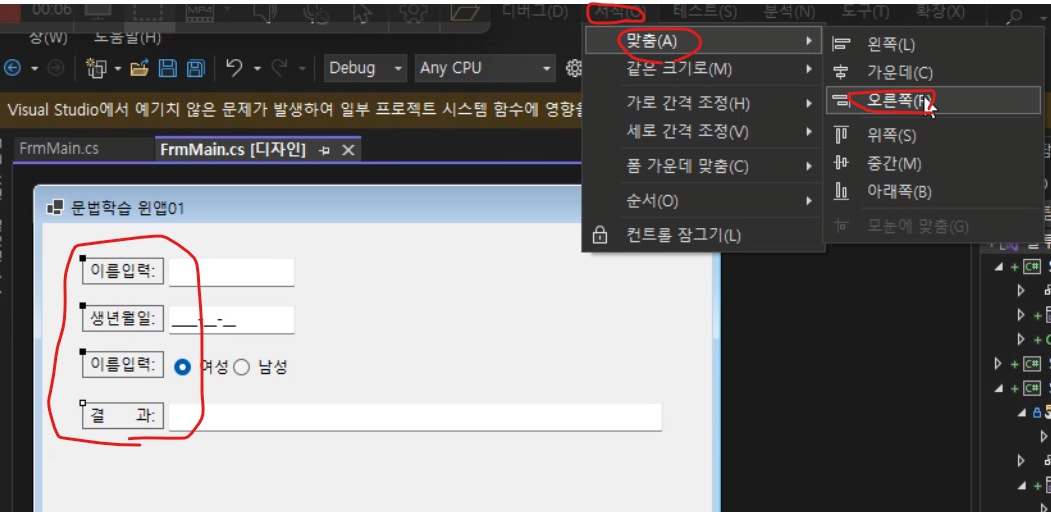 00:06 MP4 디버그(D) 서식(O) 테스트(S) 분석(N) 도구(T) 확장(X)
창(W) 도움말(H)
Debug Any CPU
Visual Studio에서 예기치 않은 문제가 발생하여 일부 프로젝트 시스템 함수에 영향을
FrmMain.cs FrmMain.cs [디자인]
맞춤(A)
같은 크기로(M)
가로 간격 조정(H)
세로 간격 조정(V)
폼 가운데 맞춤(C)
순서(O)
컨트롤 잠그기(L)
왼쪽(L)
가운데(C)
오른쪽(R)
위쪽(S)
중간(M)
아래쪽(B)
모눈에 맞춤(G)
문법학습 윈앱01
이름입력:
생년월일: ____-__-__
이름입력: 여성 남성
결 과:
C#
C#
C#